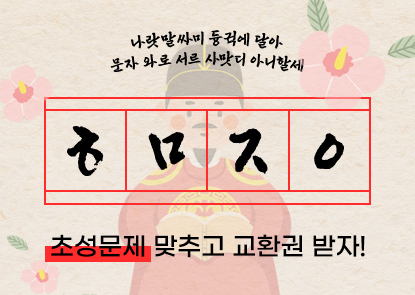 나랏말싸미 듕귁에 달아
문자 와로 서르 사맛디 아니할세
ㅎㅁㅈㅇ
초성문제 맞추고 교환권 받자!